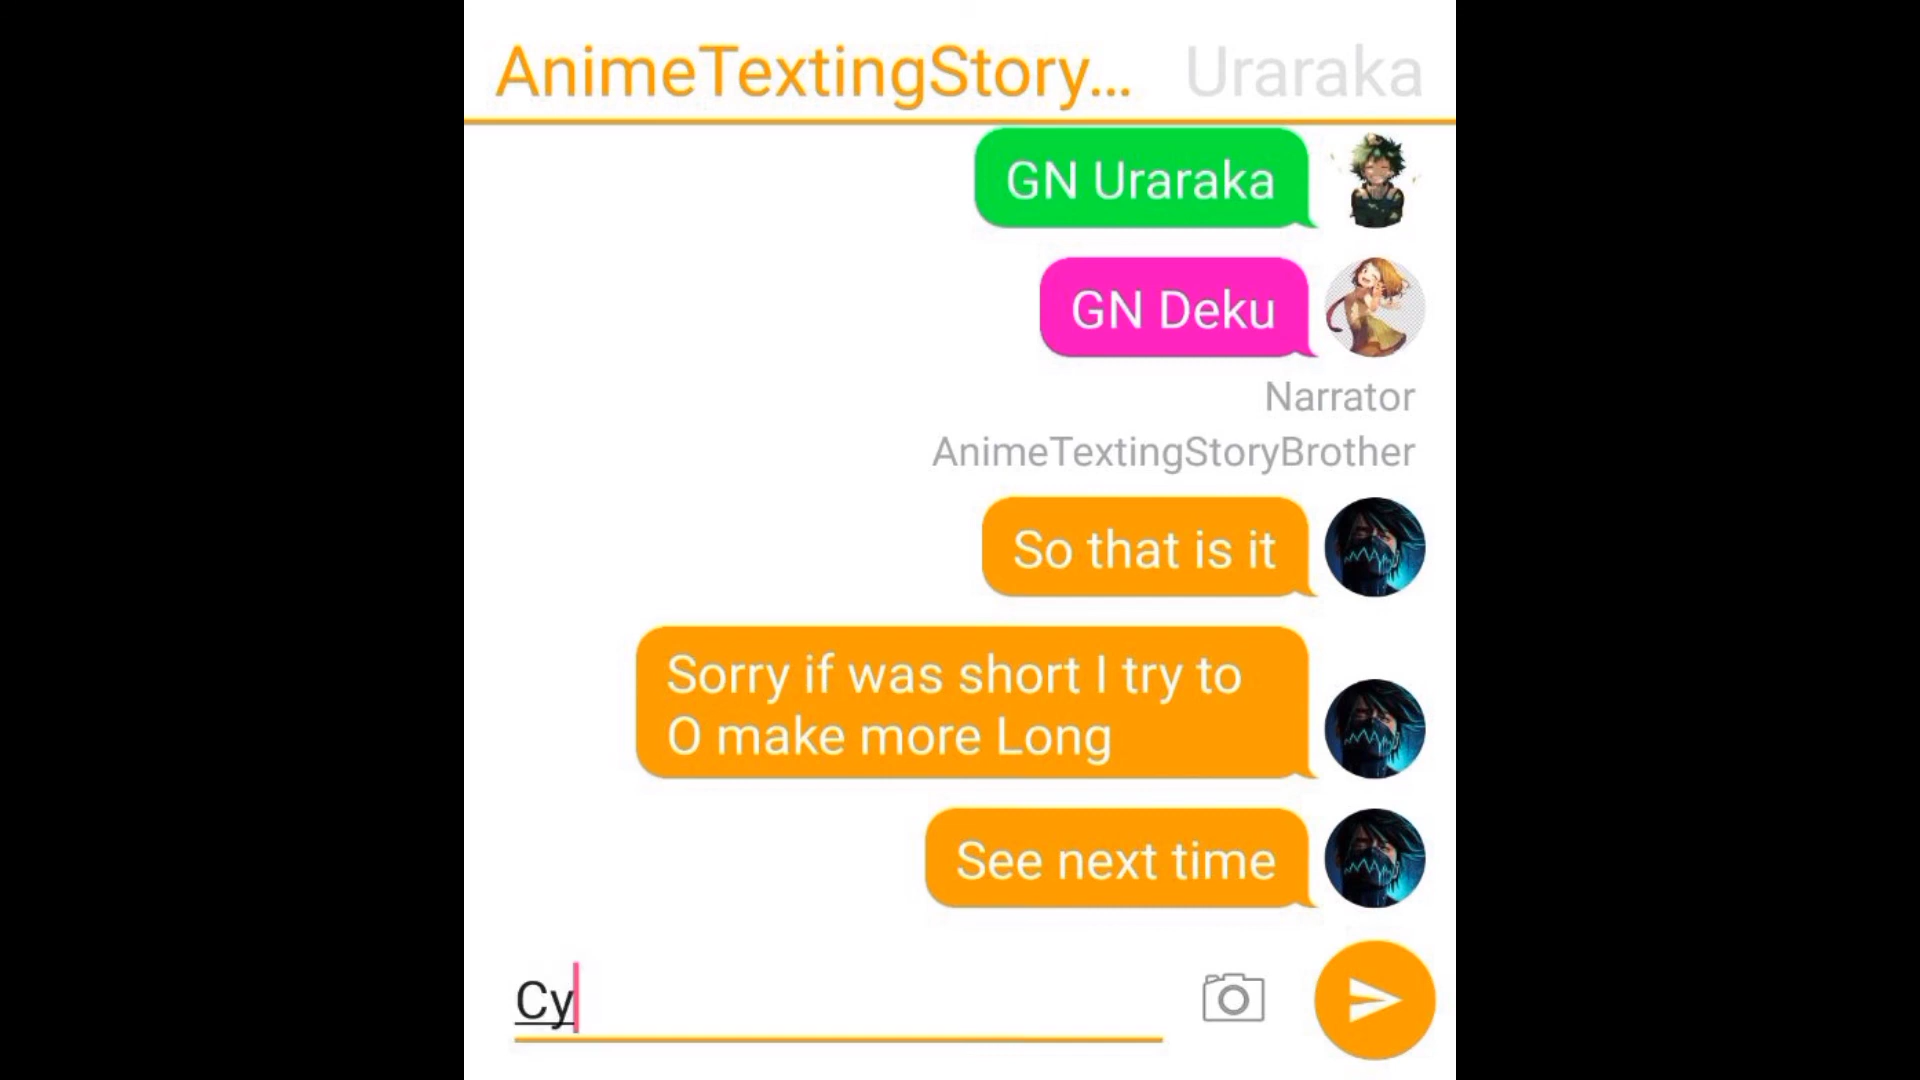 AnimeTextingStory... Uraraka
GN Uraraka
GN Deku
Narrator
AnimeTextingStoryBrother
So that is it
Sorry if was short I try to
O make more Long
See next time
Cy